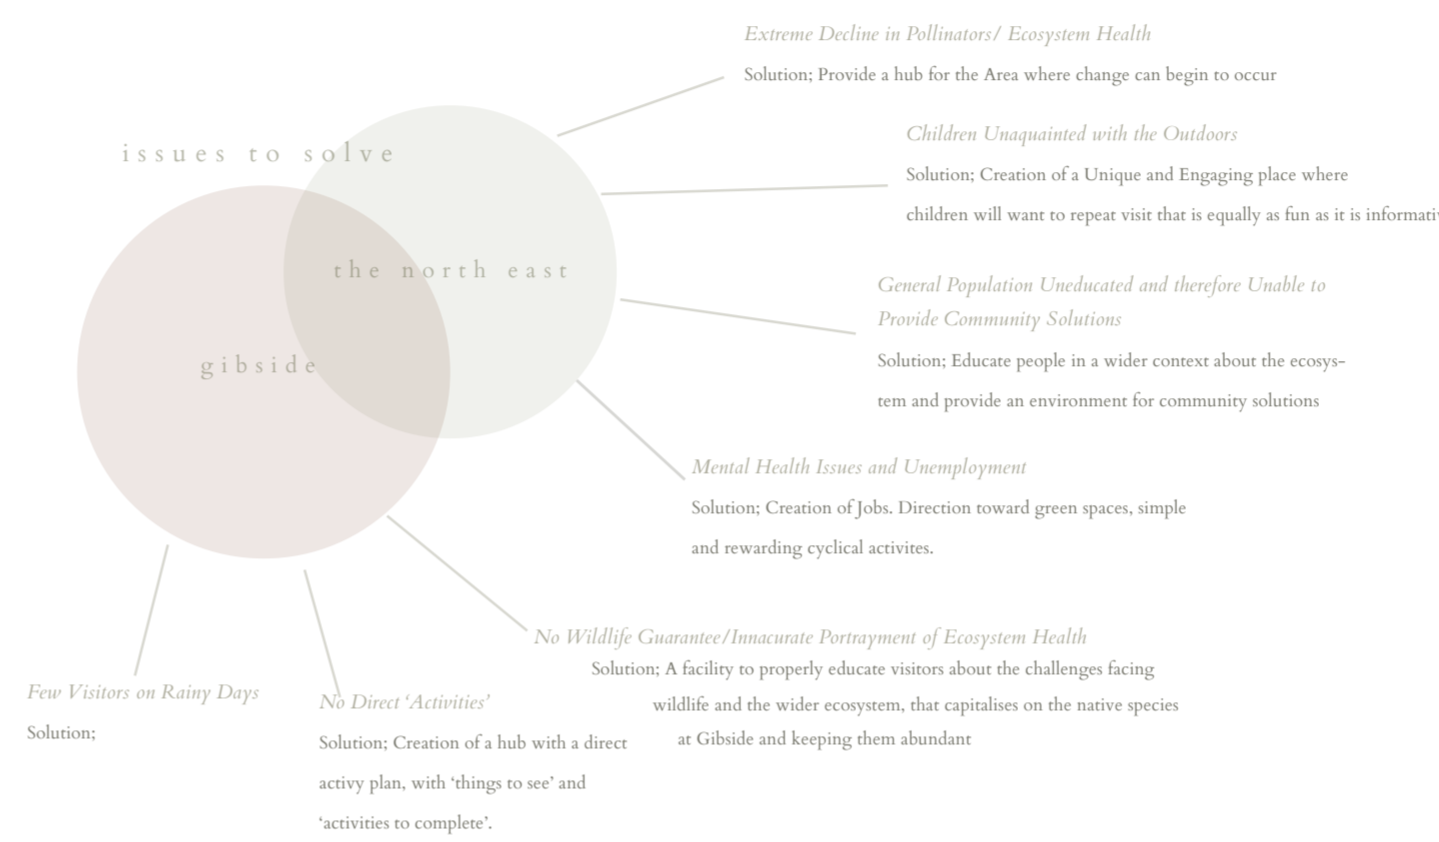 issues to solve
the north east
gibside
Extreme Decline in Pollinators/ Ecosystem Health
Solution; Provide a hub for the Area where change can begin to occur
Children Unaquainted with the Outdoors
Solution; Creation of a Unique and Engaging place where
children will want to repeat visit that is equally as fun as it is informati
General Population Uneducated and therefore Unable to
Provide Community Solutions
Solution; Educate people in a wider context about the ecosys-
tem and provide an environment for community solutions
Mental Health Issues and Unemployment
Solution; Creation of Jobs. Direction toward green spaces, simple
and rewarding cyclical activites.
No Wildlife Guarantee/Innacurate Portrayment of Ecosystem Health
Solution; A facility to properly educate visitors about the challenges facing
wildlife and the wider ecosystem, that capitalises on the native species
at Gibside and keeping them abundant
No Direct ‘Activities’
Solution; Creation of a hub with a direct
activy plan, with ‘things to see’ and
‘activities to complete’.
Few Visitors on Rainy Days
Solution;